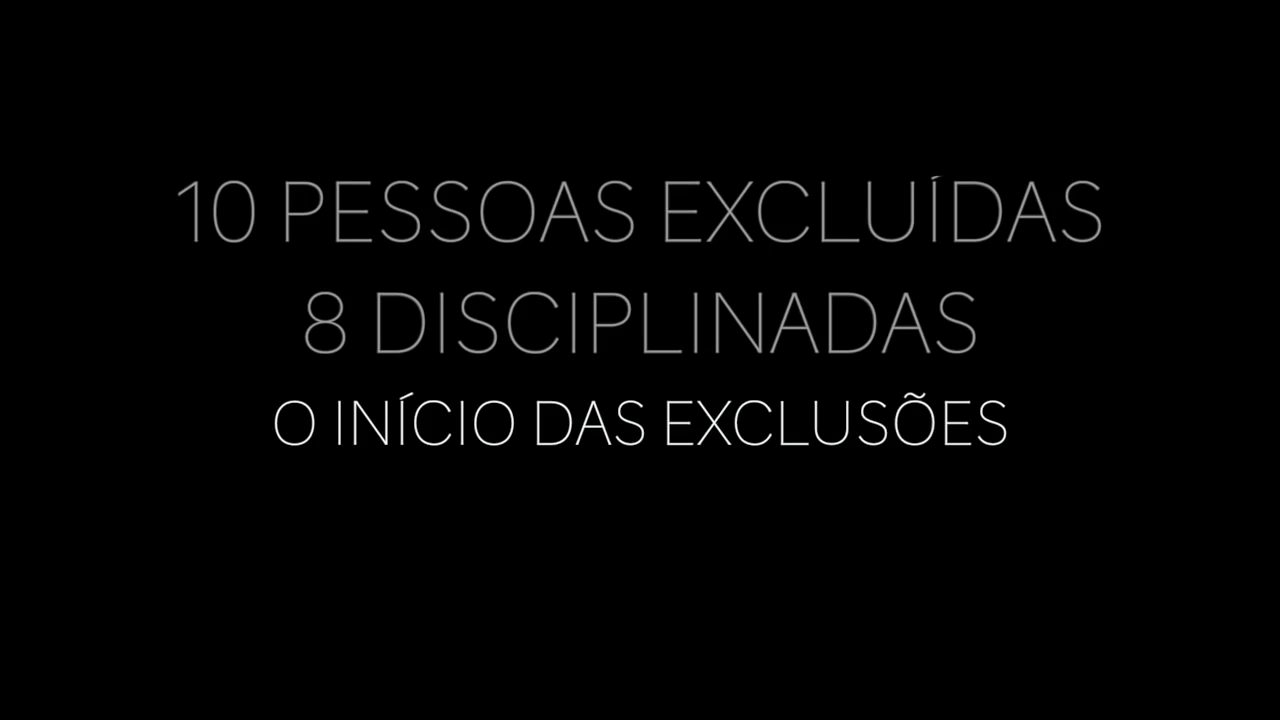 10 PESSOAS EXCLUÍDAS
8 DISCIPLINADAS
O INÍCIO DAS EXCLUSÕES